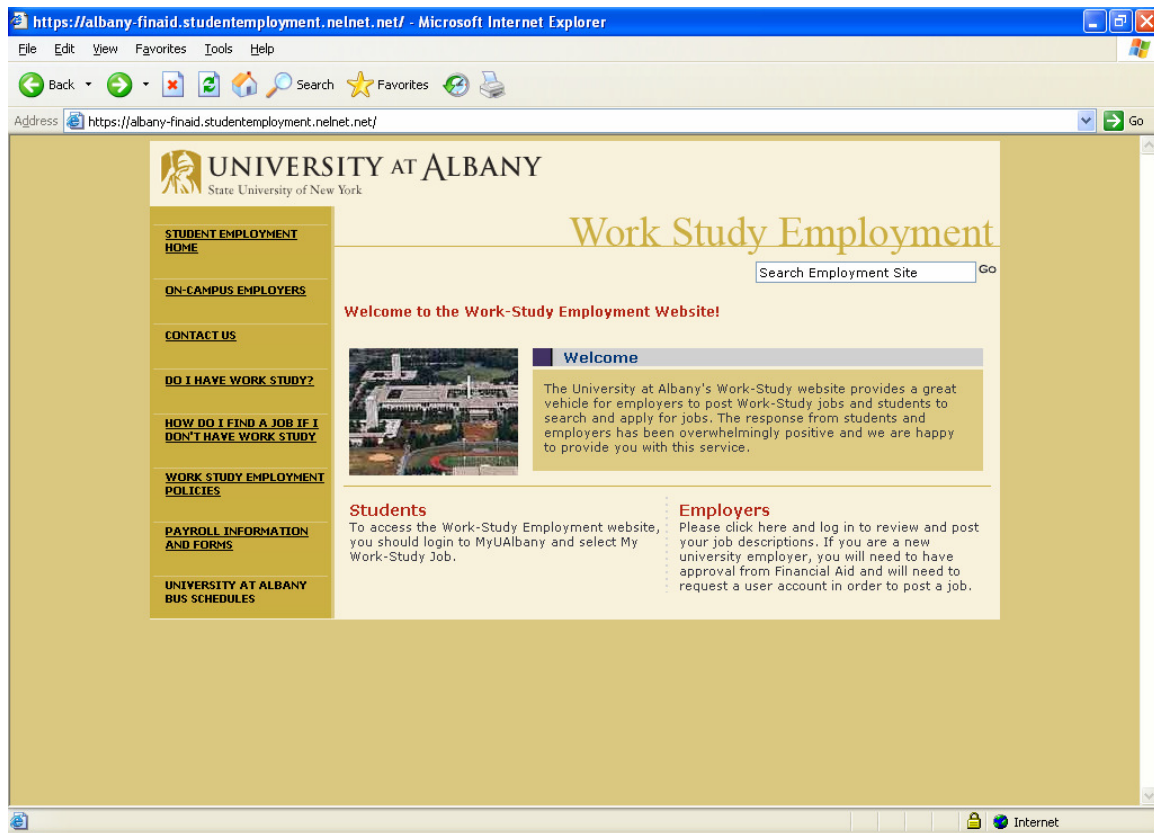 https://albany-finaid.studentemployment.nelnet.net/ - Microsoft Internet Explorer
File Edit View Favorites Tools Help
Back Search Favorites
Address https://albany-finaid.studentemployment.nelnet.net/ Go
UNIVERSITY AT ALBANY
State University of New York
STUDENT EMPLOYMENT
HOME
ON-CAMPUS EMPLOYERS
CONTACT US
DO I HAVE WORK STUDY?
HOW DO I FIND A JOB IF I
DON'T HAVE WORK STUDY
WORK STUDY EMPLOYMENT
POLICIES
PAYROLL INFORMATION
AND FORMS
UNIVERSITY AT ALBANY
BUS SCHEDULES
Work Study Employment
Search Employment Site Go
Welcome to the Work-Study Employment Website!
Welcome
The University at Albany's Work-Study website provides a great
vehicle for employers to post Work-Study jobs and students to
search and apply for jobs. The response from students and
employers has been overwhelmingly positive and we are happy
to provide you with this service.
Students
To access the Work-Study Employment website,
you should login to MyUAlbany and select My
Work-Study Job.
Employers
Please click here and log in to review and post
your job descriptions. If you are a new
university employer, you will need to have
approval from Financial Aid and will need to
request a user account in order to post a job.
Internet